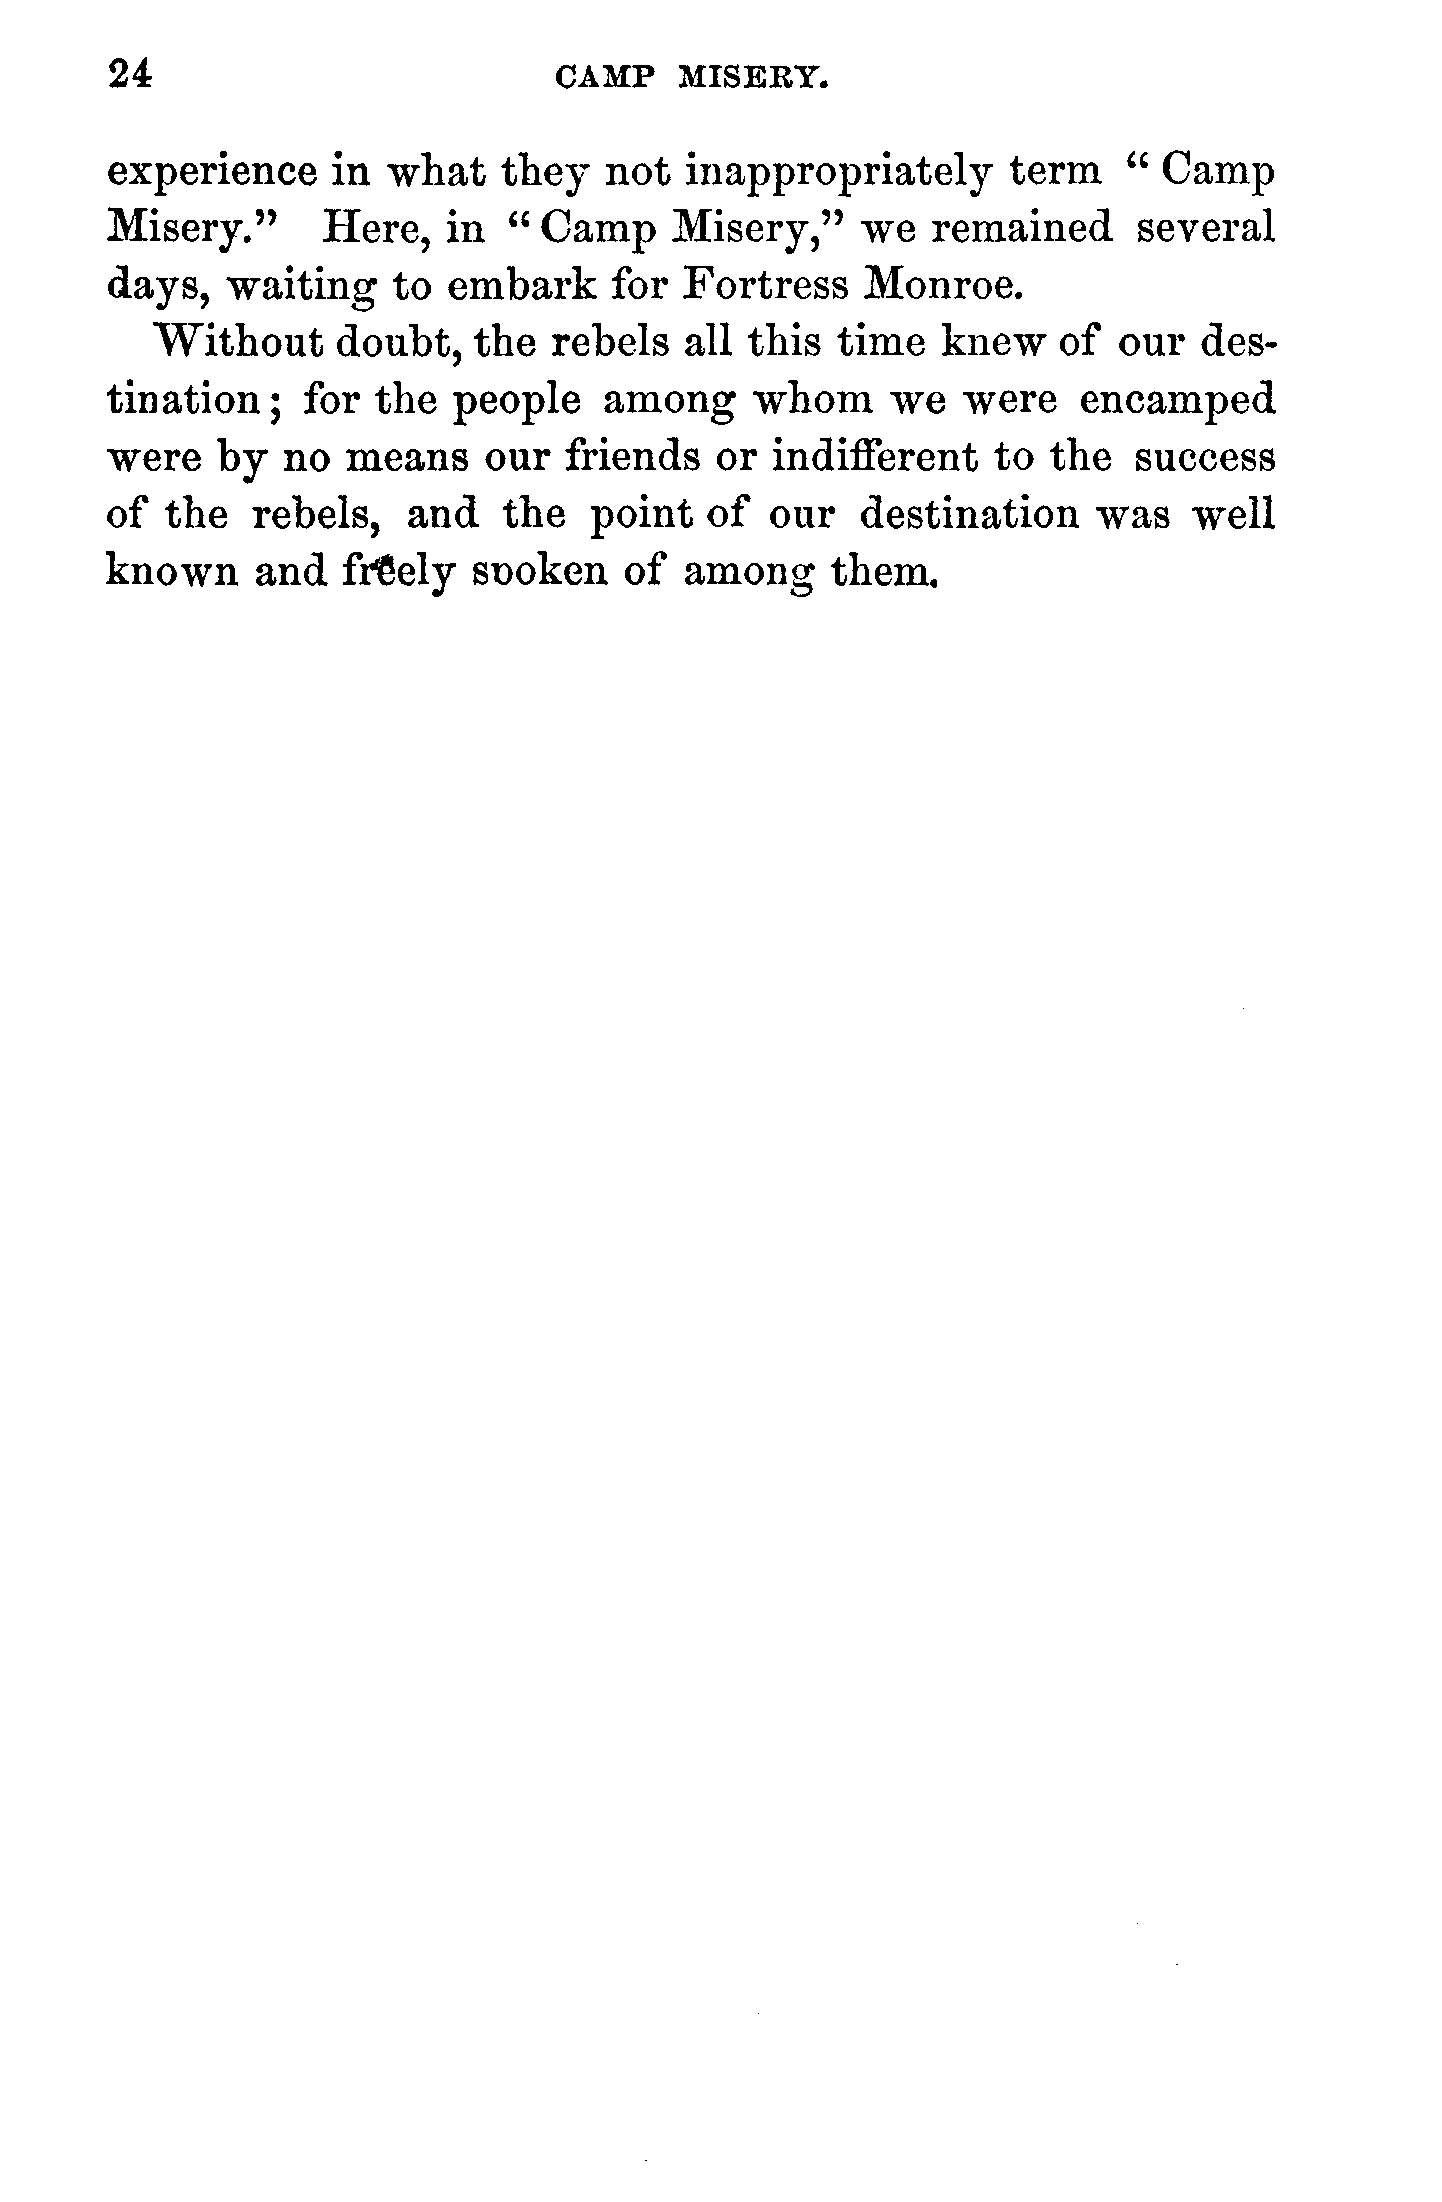 24 CAMP MISERY.
experience in what they not inappropriately term “ Camp
Misery.” Here, in “ Camp Misery,” we remained several
days, waiting to embark for Fortress Monroe.
Without doubt, the rebels all this time knew of our des-
tination; for the people among whom we were encamped
were by no means our friends or indifferent to the success
of the rebels, and the point of our destination was well
known and freely spoken of among them.